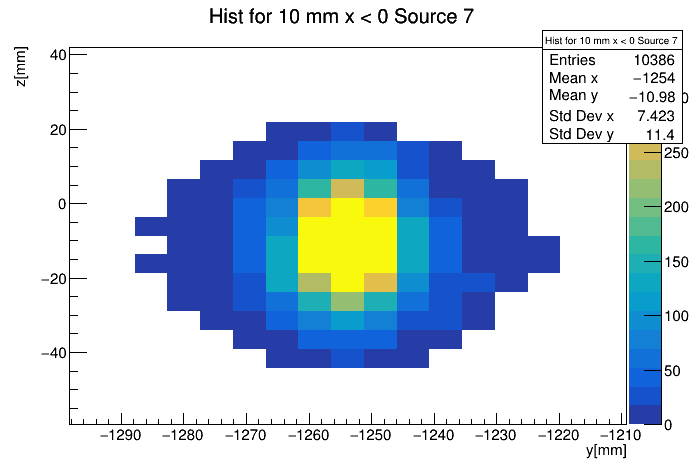 Hist for 10 mm x < 0 Source 7
Hist for 10 mm x < 0 Source 7
Entries 10386
Mean x −1254
Mean y −10.98
Std Dev x 7.423
Std Dev y 11.4
z[mm]
40
20
0
−20
−40
−1290 −1280 −1270 −1260 −1250 −1240 −1230 −1220 −1210
y[mm]
250
200
150
100
50
0